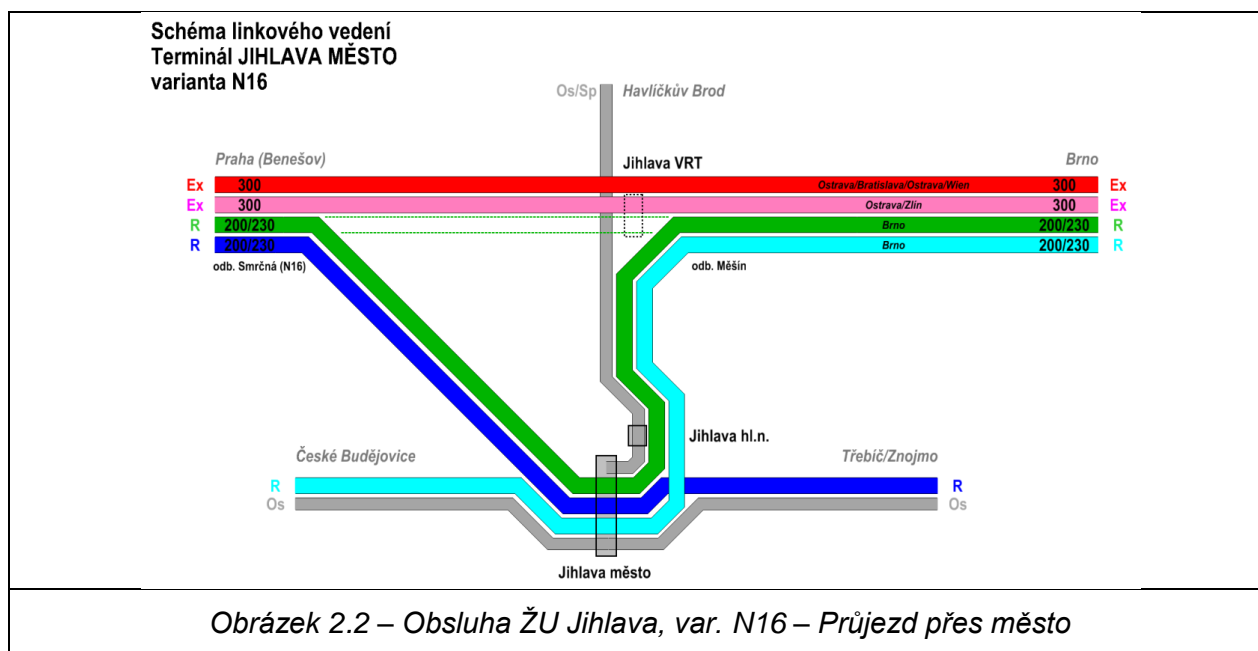 Schéma linkového vedení
Terminál JIHLAVA MĚSTO
varianta N16
Os/Sp Havlíčkův Brod
Praha (Benešov) Jihlava VRT Brno
Ex 300 Ostrava/Bratislava/Ostrava/Wien 300 Ex
Ex 300 Ostrava/Zlín 300 Ex
R 200/230 Brno 200/230 R
R 200/230 Brno 200/230 R
odb. Smrčná (N16) odb. Měšín
Jihlava hl.n.
České Budějovice Třebíč/Znojmo
R R
Os Os
Jihlava město
Obrázek 2.2 – Obsluha ŽU Jihlava, var. N16 – Průjezd přes město